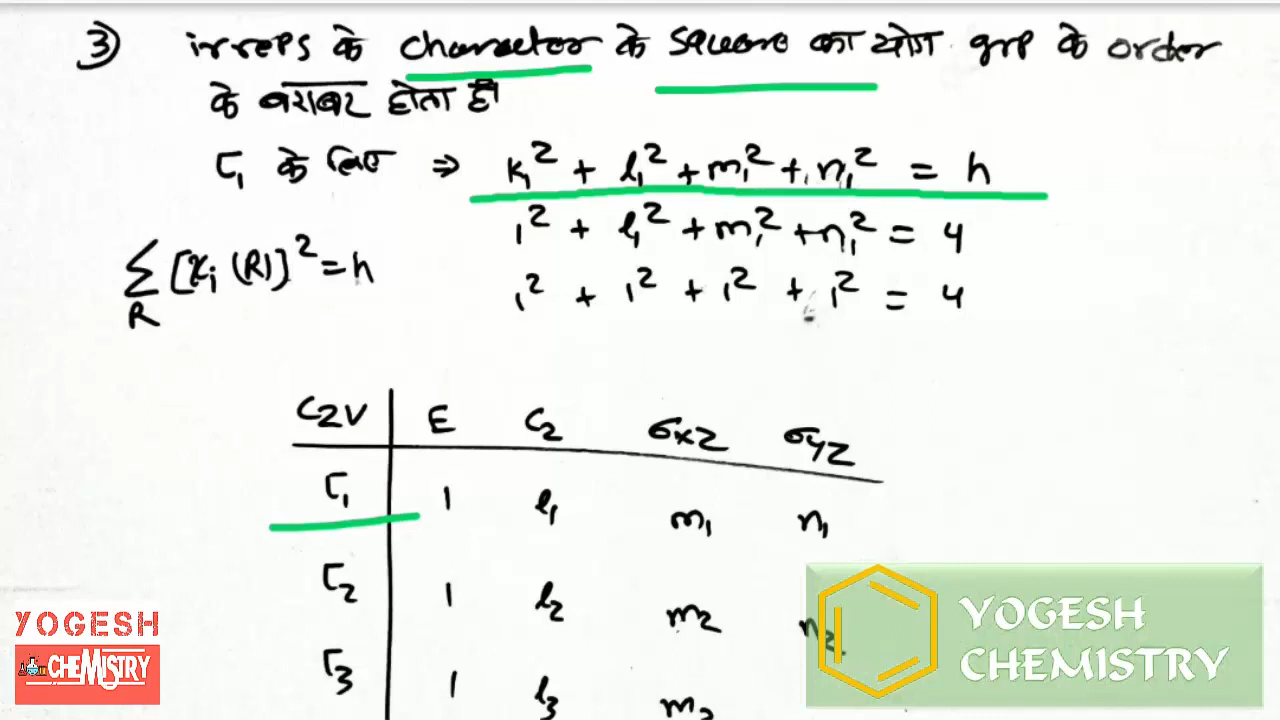 3) irreps के character के square का योग grp के order
के बराबर होता है।
Γ1 के लिए ⇒ k₁² + l₁² + m₁² + n₁² = h
1² + l₁² + m₁² + n₁² = 4
∑ [χi (R)]² = h
R
1² + 1² + 1² + 1² = 4
C2V E C2 σxz σyz
Γ1 1 l₁ m₁ n₁
Γ2 1 l₂ m₂ n₂
Γ3 1 l₃ m₃
YOGESH
CHEMISTRY
YOGESH
CHEMISTRY